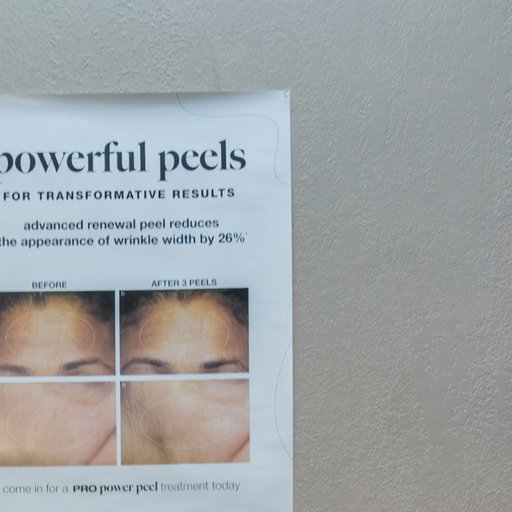 powerful peels
FOR TRANSFORMATIVE RESULTS
advanced renewal peel reduces
the appearance of wrinkle width by 26%
BEFORE AFTER 3 PEELS
come in for a PRO power peel treatment today